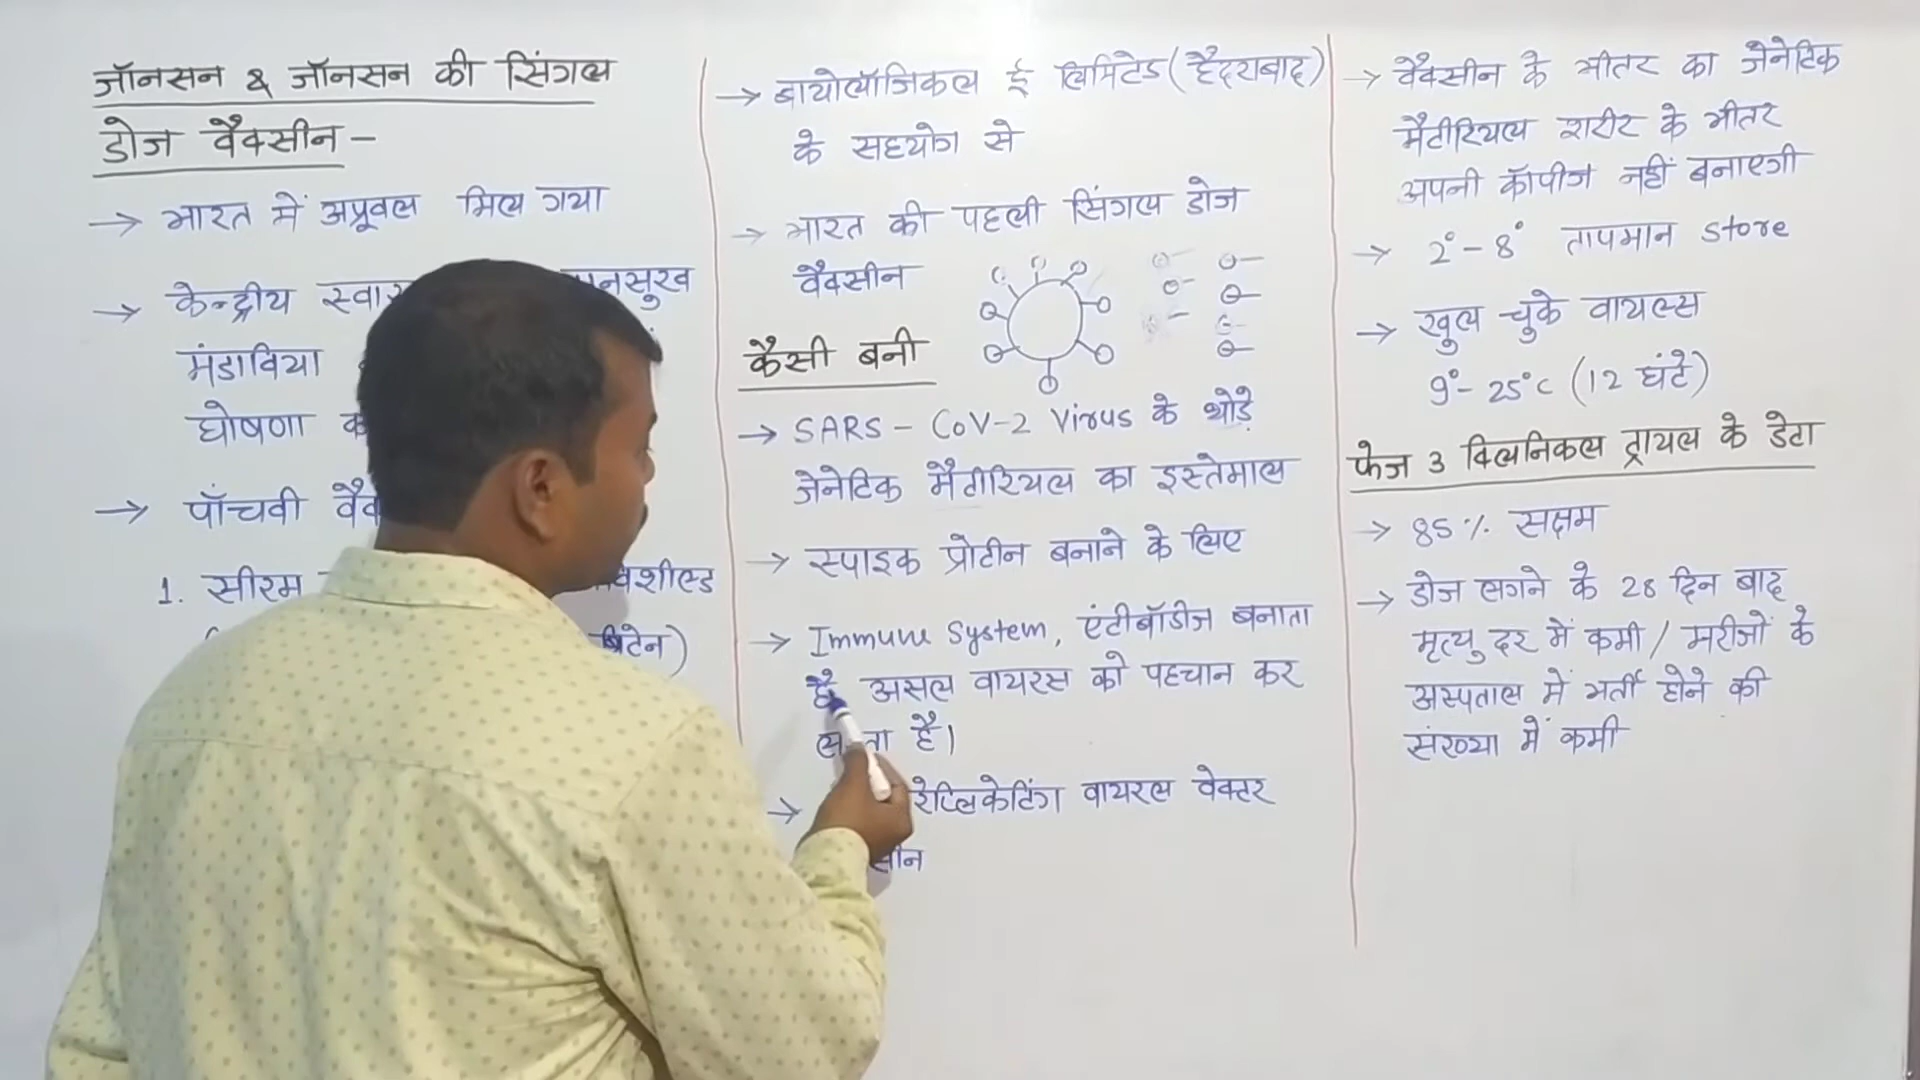 जॉनसन & जॉनसन की सिंगल
डोज वैक्सीन -
→ भारत में अप्रूवल मिल गया
→ केन्द्रीय
मंडाविया
घोषणा
→ पाँचवी
1. सीरम
→ बायोलॉजिकल ई लिमिटेड (हैदराबाद)
के सहयोग से
→ भारत की पहली सिंगल डोज
वैक्सीन
कैसी बनी
→ SARS - CoV-2 Virus के थोड़े
जेनेटिक मैटीरियल का इस्तेमाल
→ स्पाइक प्रोटीन बनाने के लिए
→ Immune System, एंटीबॉडीज बनाता
है असल वायरस को पहचान कर
है।
→ रेप्लिकेटिंग वायरल वेक्टर
→ वैक्सीन के भीतर का जेनेटिक
मैटीरियल शरीर के भीतर
अपनी कॉपीज नहीं बनाएगी
→ 2° - 8° तापमान store
→ खुल चुके वायल्स
9° - 25°C (12 घंटे)
फेज 3 क्लिनिकल ट्रायल के डेटा
→ 85% सक्षम
→ डोज लगने के 28 दिन बाद
मृत्यु दर में कमी / मरीजों के
अस्पताल में भर्ती होने की
संख्या में कमी